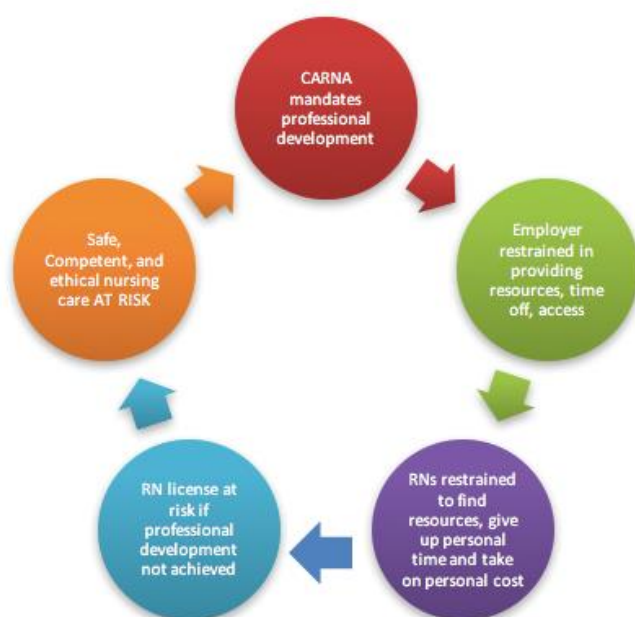 CARNA
mandates
professional
development
Employer
restrained in
providing
resources, time
off, access
RNs restrained
to find
resources, give
up personal
time and take
on personal cost
RN license at
risk if
professional
development
not achieved
Safe,
Competent, and
ethical nursing
care AT RISK